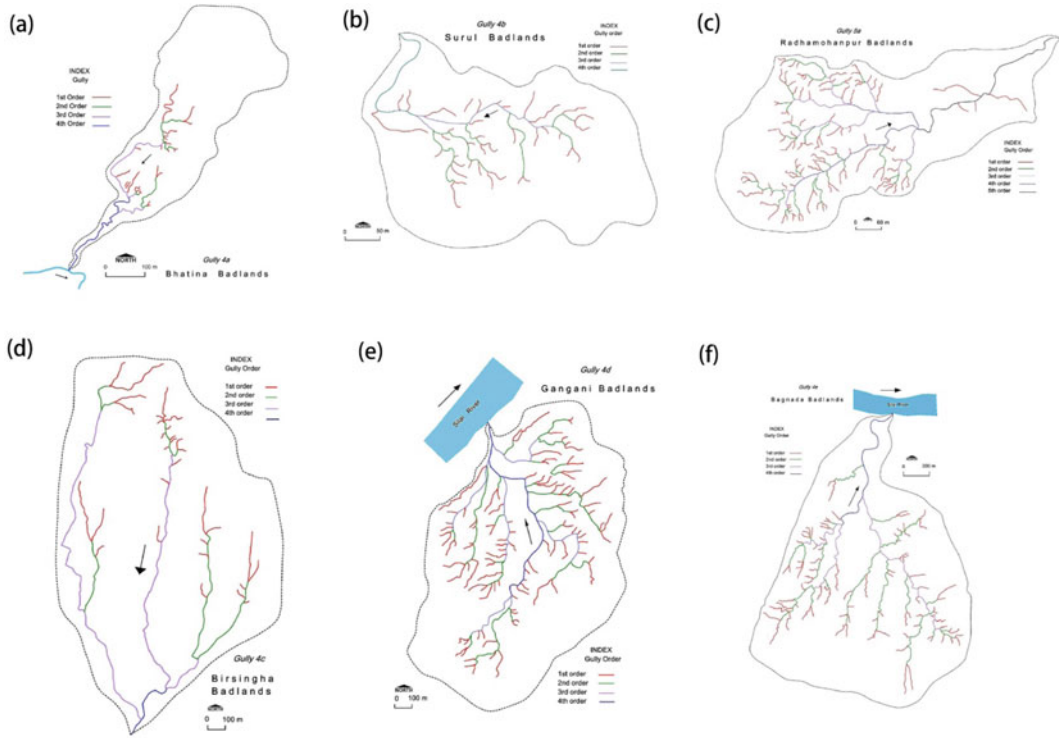 (a)
INDEX
Gully
1st Order
2nd Order
3rd Order
4th Order
NORTH
0 100 m
Gully 4a
Bhatina Badlands
(b)
Gully 4b
Surul Badlands
INDEX
Gully order
1st order
2nd order
3rd order
4th order
0 50 m
(c)
Gully 5a
Radhamohanpur Badlands
INDEX
Gully Order
1st order
2nd order
3rd order
4th order
5th order
0 60 m
(d)
INDEX
Gully Order
1st order
2nd order
3rd order
4th order
Gully 4c
Birsingha
Badlands
NORTH
0 100 m
(e)
Gully 4d
Gangani Badlands
River
INDEX
Gully Order
1st order
2nd order
3rd order
4th order
NORTH
0 100 m
(f)
Gully 4e
Bagnada Badlands
INDEX
Gully Order
1st order
2nd order
3rd order
4th order
0 200 m